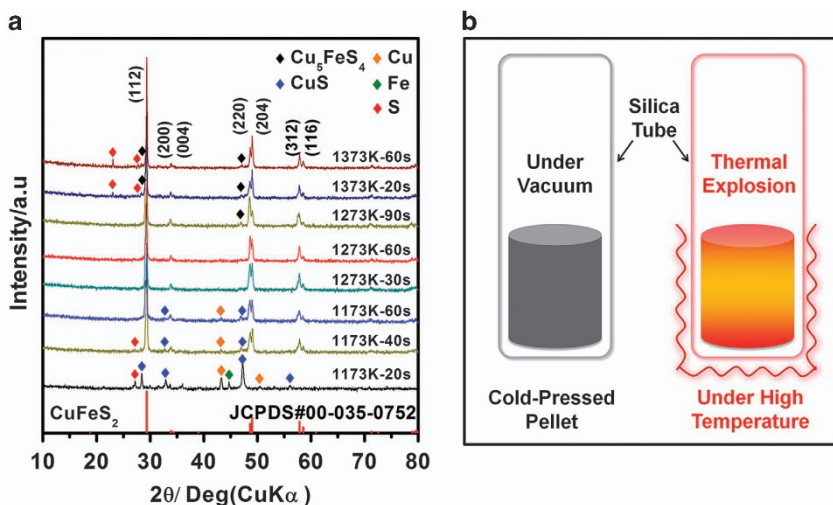 a
Cu5FeS4
Cu
CuS
Fe
S
(112)
(200)
(004)
(220)
(204)
(312)
(116)
1373K-60s
1373K-20s
1273K-90s
1273K-60s
1273K-30s
1173K-60s
1173K-40s
1173K-20s
CuFeS2
JCPDS#00-035-0752
Intensity/a.u
10 20 30 40 50 60 70 80
2θ/ Deg(CuKα )
b
Silica
Tube
Under
Vacuum
Thermal
Explosion
Cold-Pressed
Pellet
Under High
Temperature